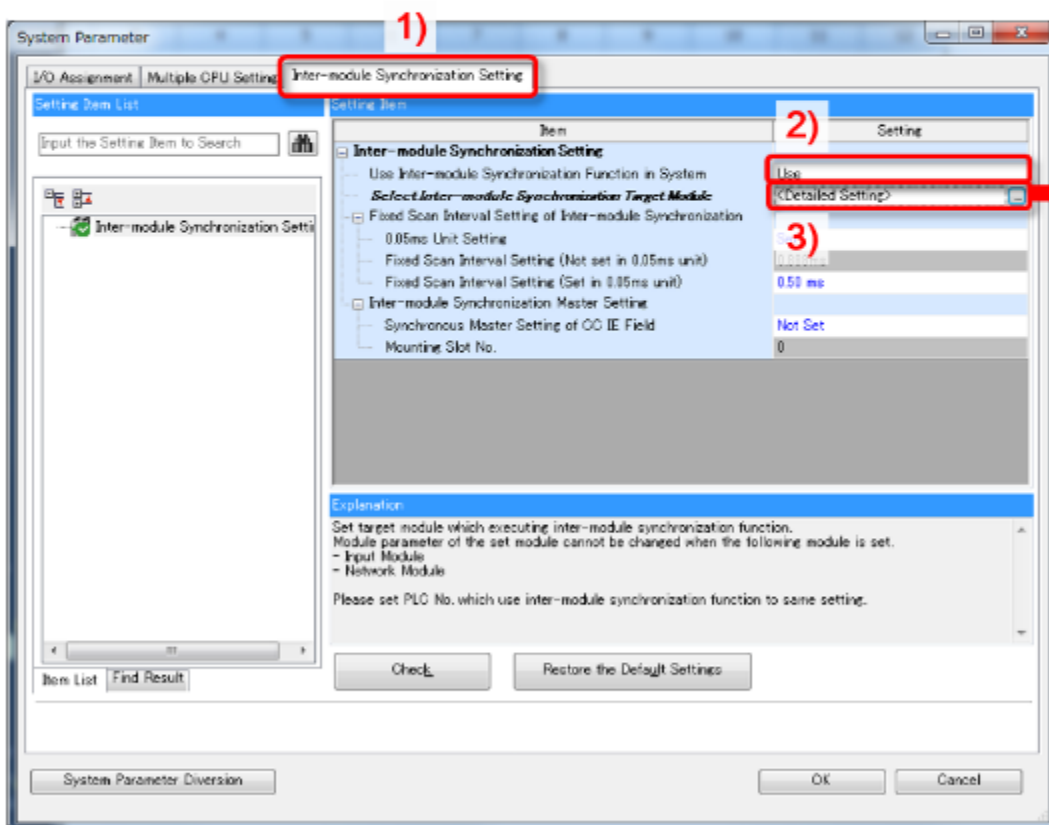 1)
System Parameter
I/O Assignment Multiple CPU Setting Inter-module Synchronization Setting
Setting Item List
Input the Setting Item to Search
Inter-module Synchronization Setti
Item List Find Result
Setting Item
Item Setting
2)
Inter-module Synchronization Setting
Use Inter-module Synchronization Function in System Use
Select Inter-module Synchronization Target Module <Detailed Setting> ...
Fixed Scan Interval Setting of Inter-module Synchronization
3)
0.05ms Unit Setting
Fixed Scan Interval Setting (Not set in 0.05ms unit)
Fixed Scan Interval Setting (Set in 0.05ms unit) 0.50 ms
Inter-module Synchronization Master Setting
Synchronous Master Setting of CC IE Field Not Set
Mounting Slot No. 0
Explanation
Set target module which executing inter-module synchronization function.
Module parameter of the set module cannot be changed when the following module is set.
- Input Module
- Network Module
Please set PLC No. which use inter-module synchronization function to same setting.
Check Restore the Default Settings
System Parameter Diversion OK Cancel